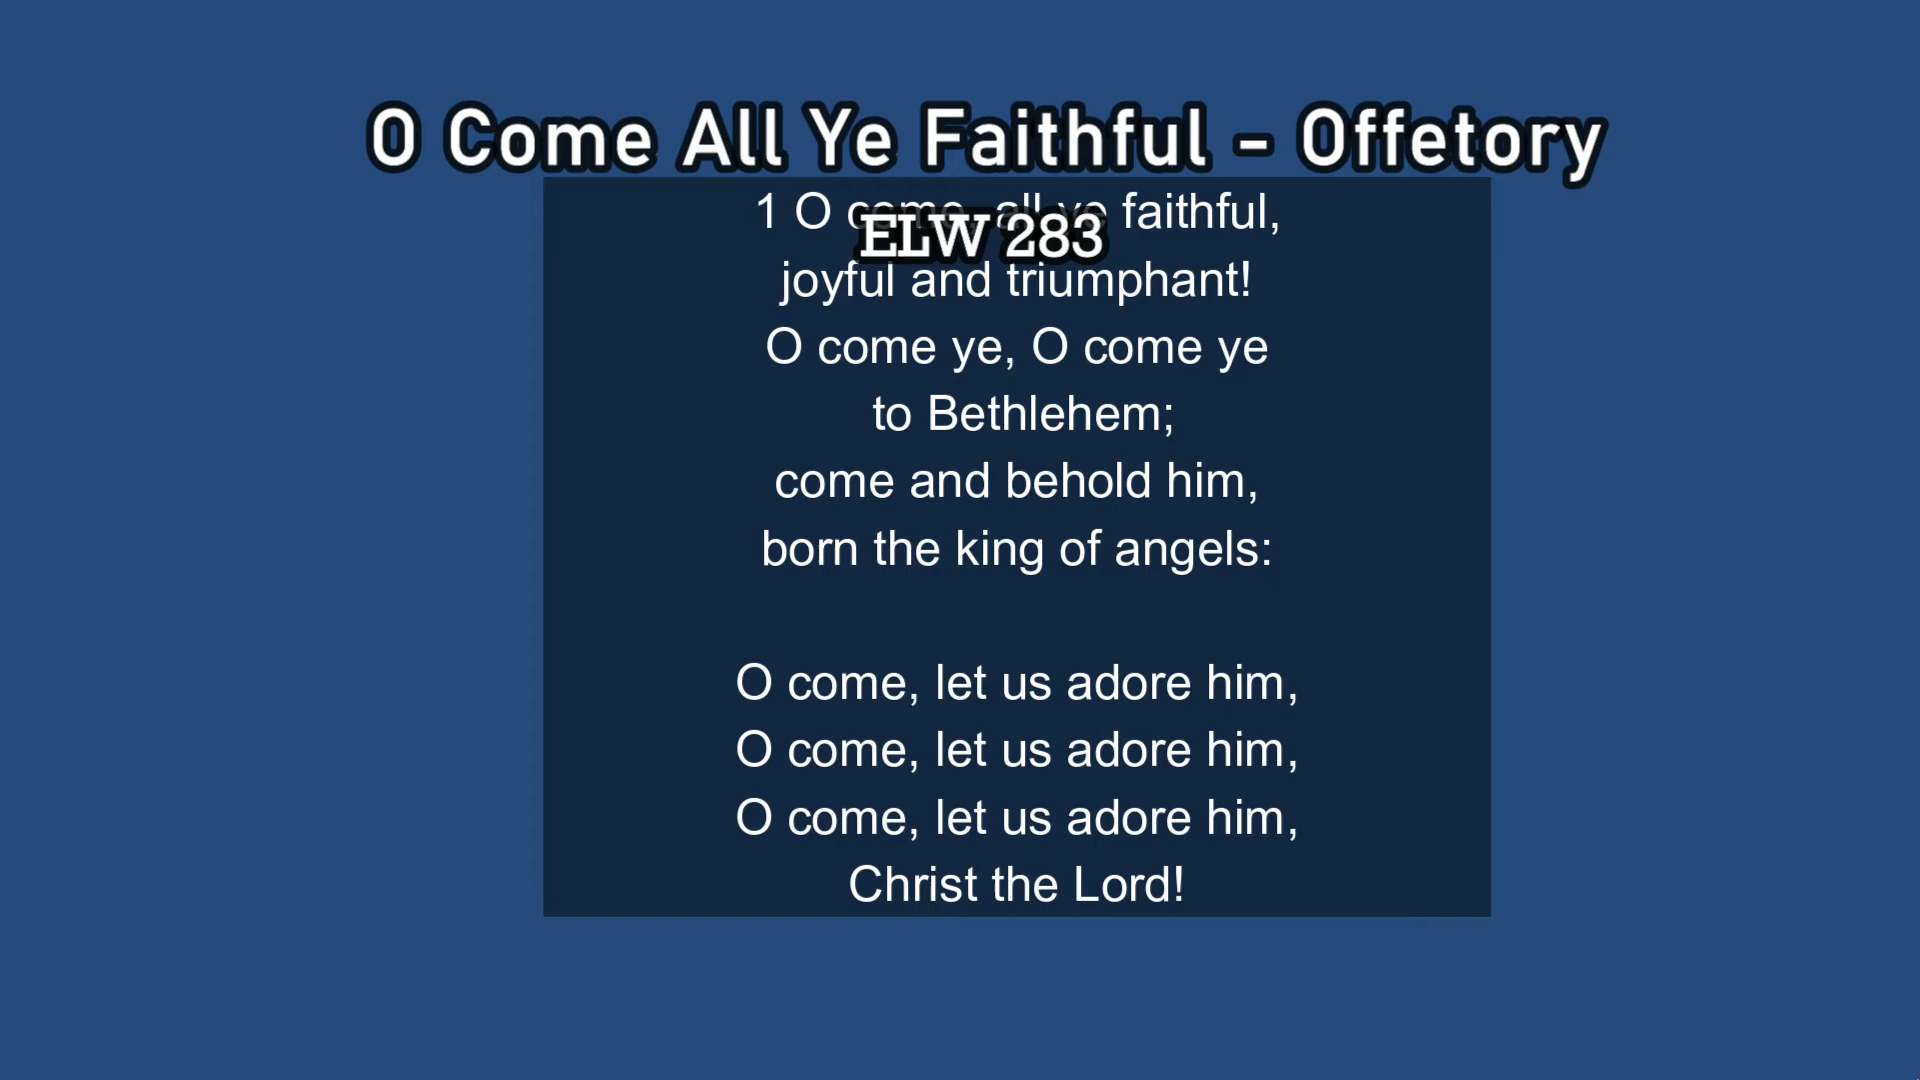 O Come All Ye Faithful - Offetory
1 O come, all ye faithful,
ELW 283
joyful and triumphant!
O come ye, O come ye
to Bethlehem;
come and behold him,
born the king of angels:
O come, let us adore him,
O come, let us adore him,
O come, let us adore him,
Christ the Lord!